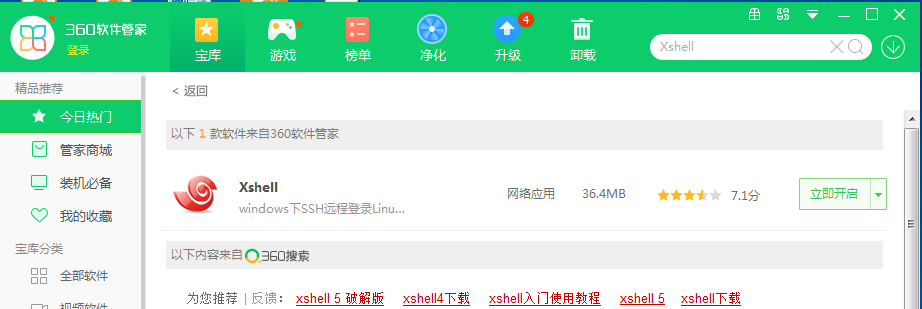 360软件管家
登录
宝库
游戏
榜单
净化
4
升级
卸载
Xshell
精品推荐
今日热门
管家商城
装机必备
我的收藏
宝库分类
全部软件
视频软件
< 返回
以下 1 款软件来自360软件管家
Xshell
windows下SSH远程登录Linu...
网络应用
36.4MB
7.1分
立即开启
以下内容来自 360搜索
为您推荐 | 反馈： xshell 5 破解版 xshell4下载 xshell入门使用教程 xshell 5 xshell下载